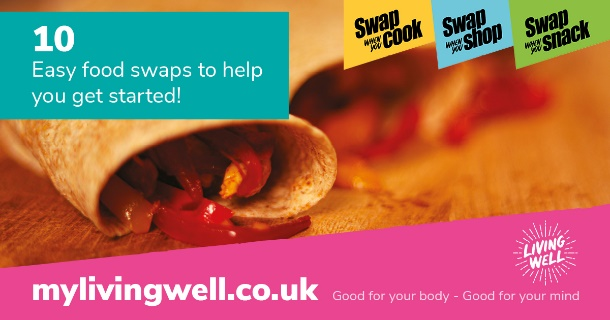 10
Easy food swaps to help
you get started!
Swap
WHEN YOU cook
Swap
WHEN YOU shop
Swap
WHEN YOU snack
LIVING
WELL
mylivingwell.co.uk
Good for your body - Good for your mind